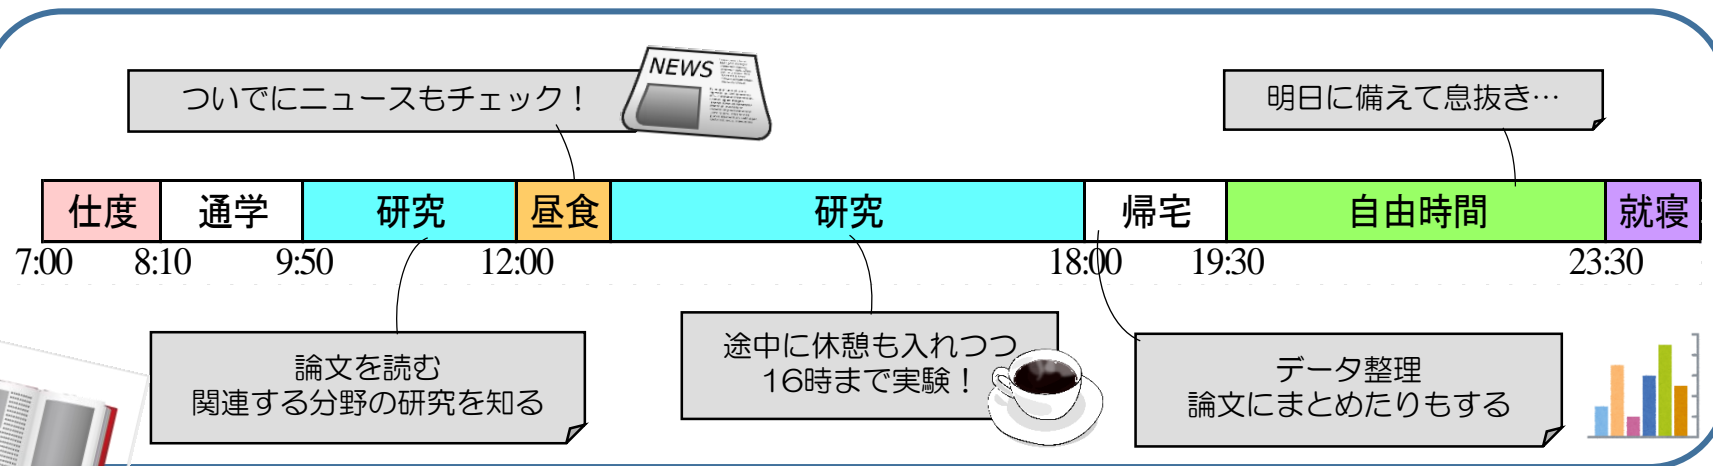 ついでにニュースもチェック!
NEWS
明日に備えて息抜き…
仕度 通学 研究 昼食 研究 帰宅 自由時間 就寝
7:00 8:10 9:50 12:00 18:00 19:30 23:30
論文を読む
関連する分野の研究を知る
途中に休憩も入れつつ
16時まで実験!
データ整理
論文にまとめたりもする